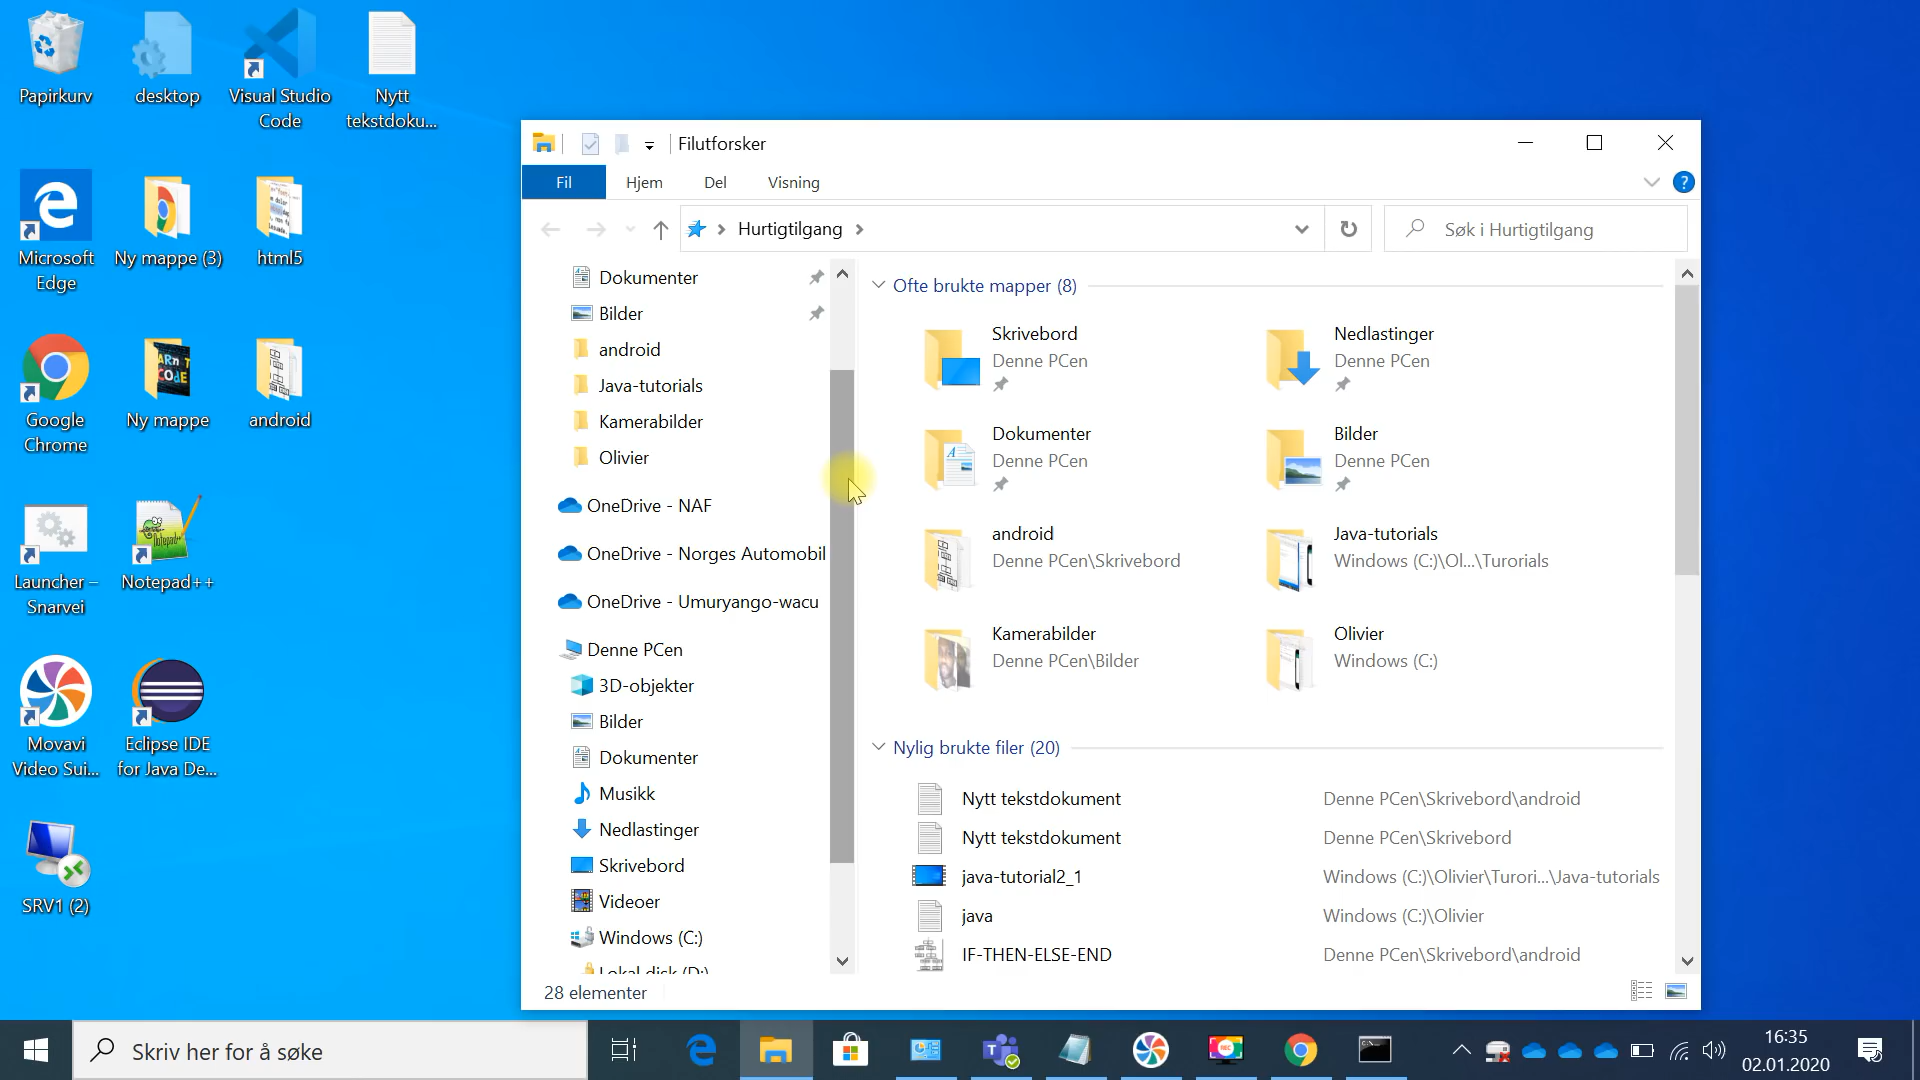 Papirkurv
desktop
Visual Studio
Code
Nytt
tekstdoku...
Microsoft
Edge
Ny mappe (3)
html5
Google
Chrome
Ny mappe
android
Launcher –
Snarvei
Notepad++
Movavi
Video Sui...
Eclipse IDE
for Java De...
SRV1 (2)
Filutforsker
Fil
Hjem
Del
Visning
Hurtigtilgang
Søk i Hurtigtilgang
Dokumenter
Bilder
android
Java-tutorials
Kamerabilder
Olivier
OneDrive - NAF
OneDrive - Norges Automobil
OneDrive - Umuryango-wacu
Denne PCen
3D-objekter
Bilder
Dokumenter
Musikk
Nedlastinger
Skrivebord
Videoer
Windows (C:)
Lokal disk (D:)
Ofte brukte mapper (8)
Skrivebord
Denne PCen
Nedlastinger
Denne PCen
Dokumenter
Denne PCen
Bilder
Denne PCen
android
Denne PCen\Skrivebord
Java-tutorials
Windows (C:)\Ol...\Turorials
Kamerabilder
Denne PCen\Bilder
Olivier
Windows (C:)
Nylig brukte filer (20)
Nytt tekstdokument Denne PCen\Skrivebord\android
Nytt tekstdokument Denne PCen\Skrivebord
java-tutorial2_1 Windows (C:)\Olivier\Turori...\Java-tutorials
java Windows (C:)\Olivier
IF-THEN-ELSE-END Denne PCen\Skrivebord\android
28 elementer
Skriv her for å søke
16:35
02.01.2020